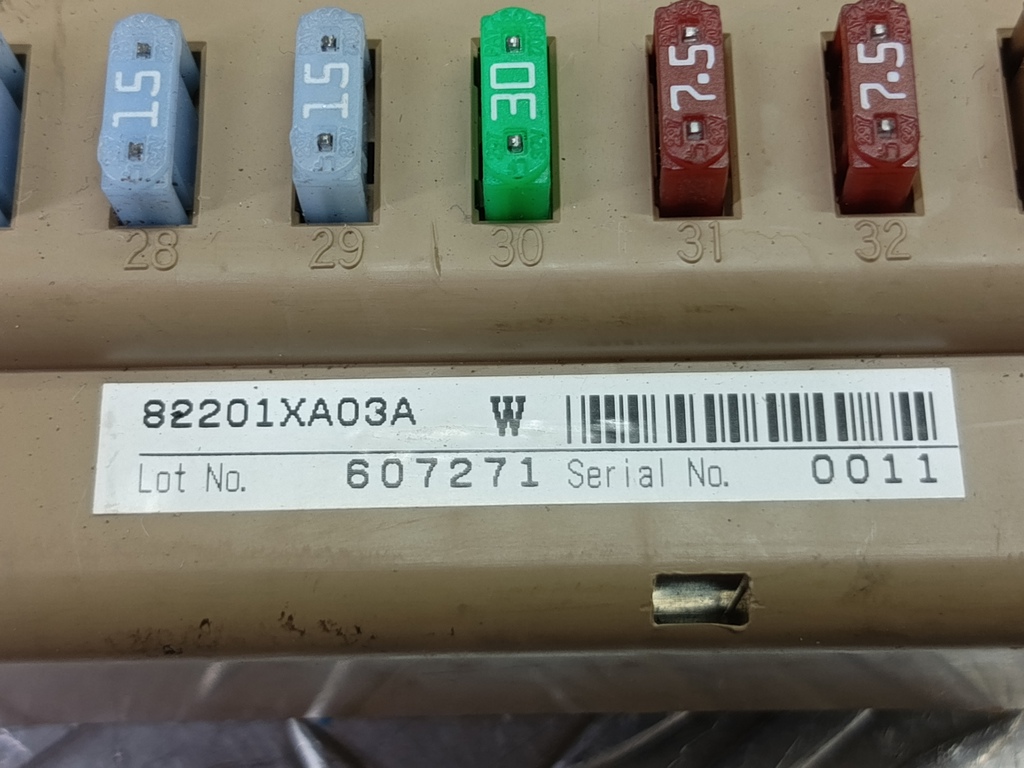 15 15 30 7.5 7.5
28 29 30 31 32
82201XA03A W
Lot No. 607271 Serial No. 0011